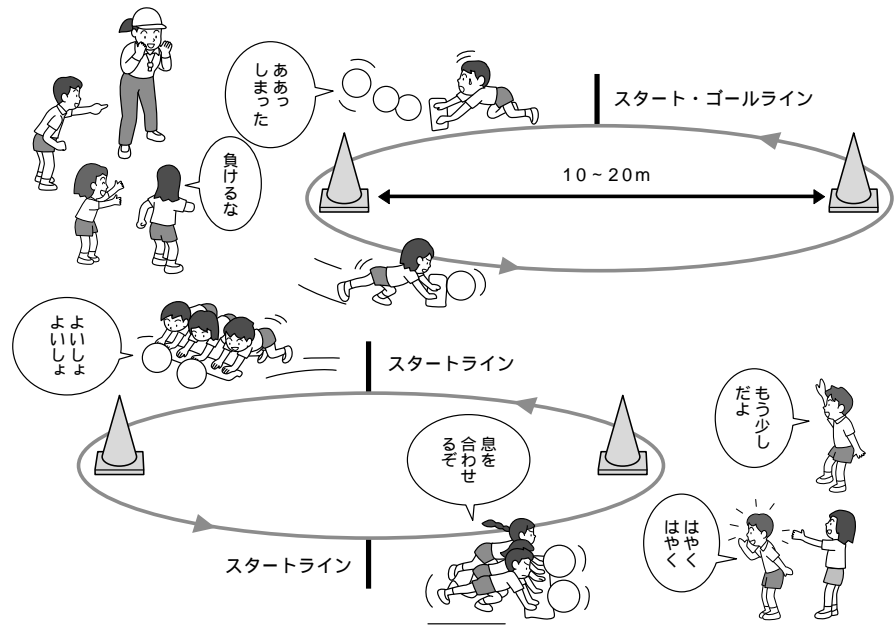 ああっ
しまった
スタート・ゴールライン
10~20m
負けるな
よいしょ
よいしょ
スタートライン
もう少し
だよ
息を
合わせ
るぞ
はやく
はやく
スタートライン